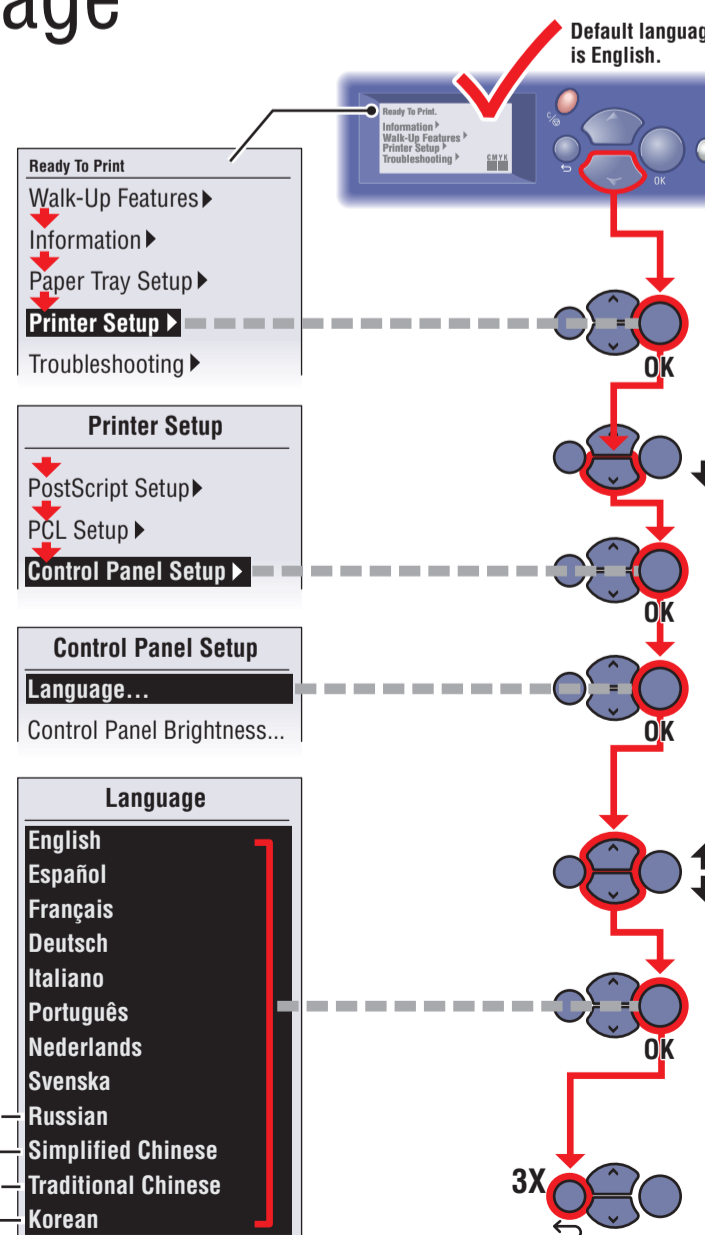 Default language
is English.
Ready To Print.
Information
Walk-Up Features
Printer Setup
Troubleshooting
CMYK
OK
Ready To Print
Walk-Up Features
Information
Paper Tray Setup
Printer Setup
Troubleshooting
OK
Printer Setup
PostScript Setup
PCL Setup
Control Panel Setup
OK
Control Panel Setup
Language...
Control Panel Brightness...
OK
Language
English
Español
Français
Deutsch
Italiano
Português
Nederlands
Svenska
Russian
Simplified Chinese
Traditional Chinese
Korean
OK
3X